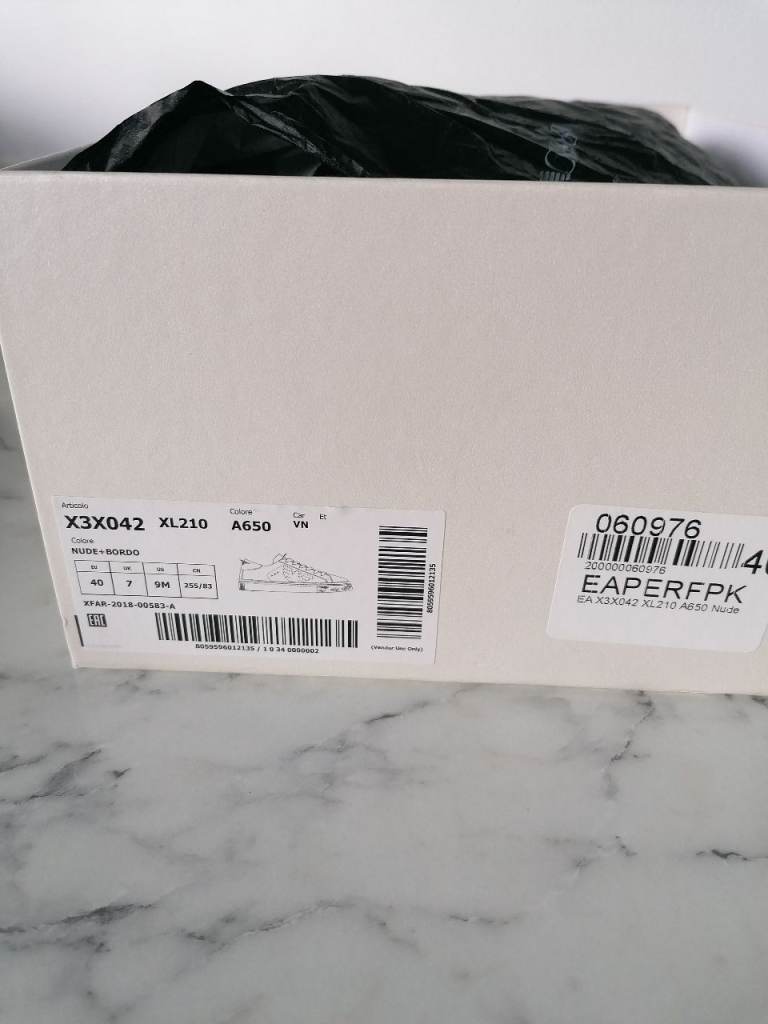 Articolo
X3X042 XL210
Colore
A650
Car
VN
Et
Colore
NUDE+BORDO
EU UK US CN
40 7 9M 255/83
XFAR-2018-00583-A
EAC
8059596012135 / 1 0 34 0000002
8059596012135
(Vendor Use Only)
060976
200000060976
EAPERFPK
EA X3X042 XL210 A650 Nude